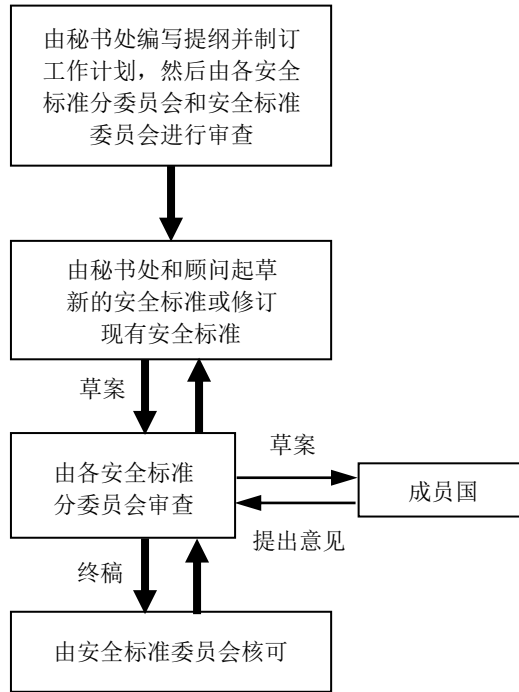 由秘书处编写提纲并制订
工作计划，然后由各安全
标准分委员会和安全标准
委员会进行审查
由秘书处和顾问起草
新的安全标准或修订
现有安全标准
草案
草案
由各安全标准
分委员会审查
成员国
提出意见
终稿
由安全标准委员会核可